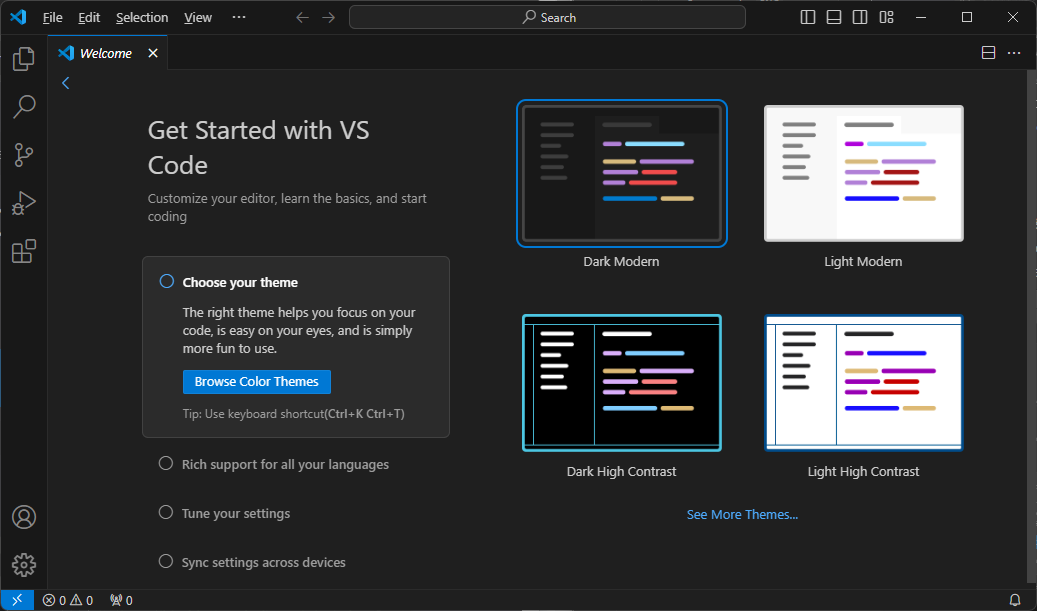 File Edit Selection View ··· Search
Welcome
Get Started with VS
Code
Customize your editor, learn the basics, and start
coding
Choose your theme
The right theme helps you focus on your
code, is easy on your eyes, and is simply
more fun to use.
Browse Color Themes
Tip: Use keyboard shortcut(Ctrl+K Ctrl+T)
Rich support for all your languages
Tune your settings
Sync settings across devices
Dark Modern
Light Modern
Dark High Contrast
Light High Contrast
See More Themes...
0 0 0